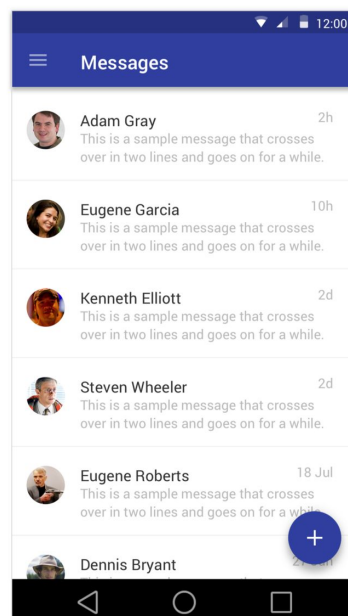 12:00
Messages
Adam Gray
2h
This is a sample message that crosses
over in two lines and goes on for a while.
Eugene Garcia
10h
This is a sample message that crosses
over in two lines and goes on for a while.
Kenneth Elliott
2d
This is a sample message that crosses
over in two lines and goes on for a while.
Steven Wheeler
2d
This is a sample message that crosses
over in two lines and goes on for a while.
Eugene Roberts
18 Jul
This is a sample message that crosses
over in two lines and goes on for a while.
+
Dennis Bryant
27